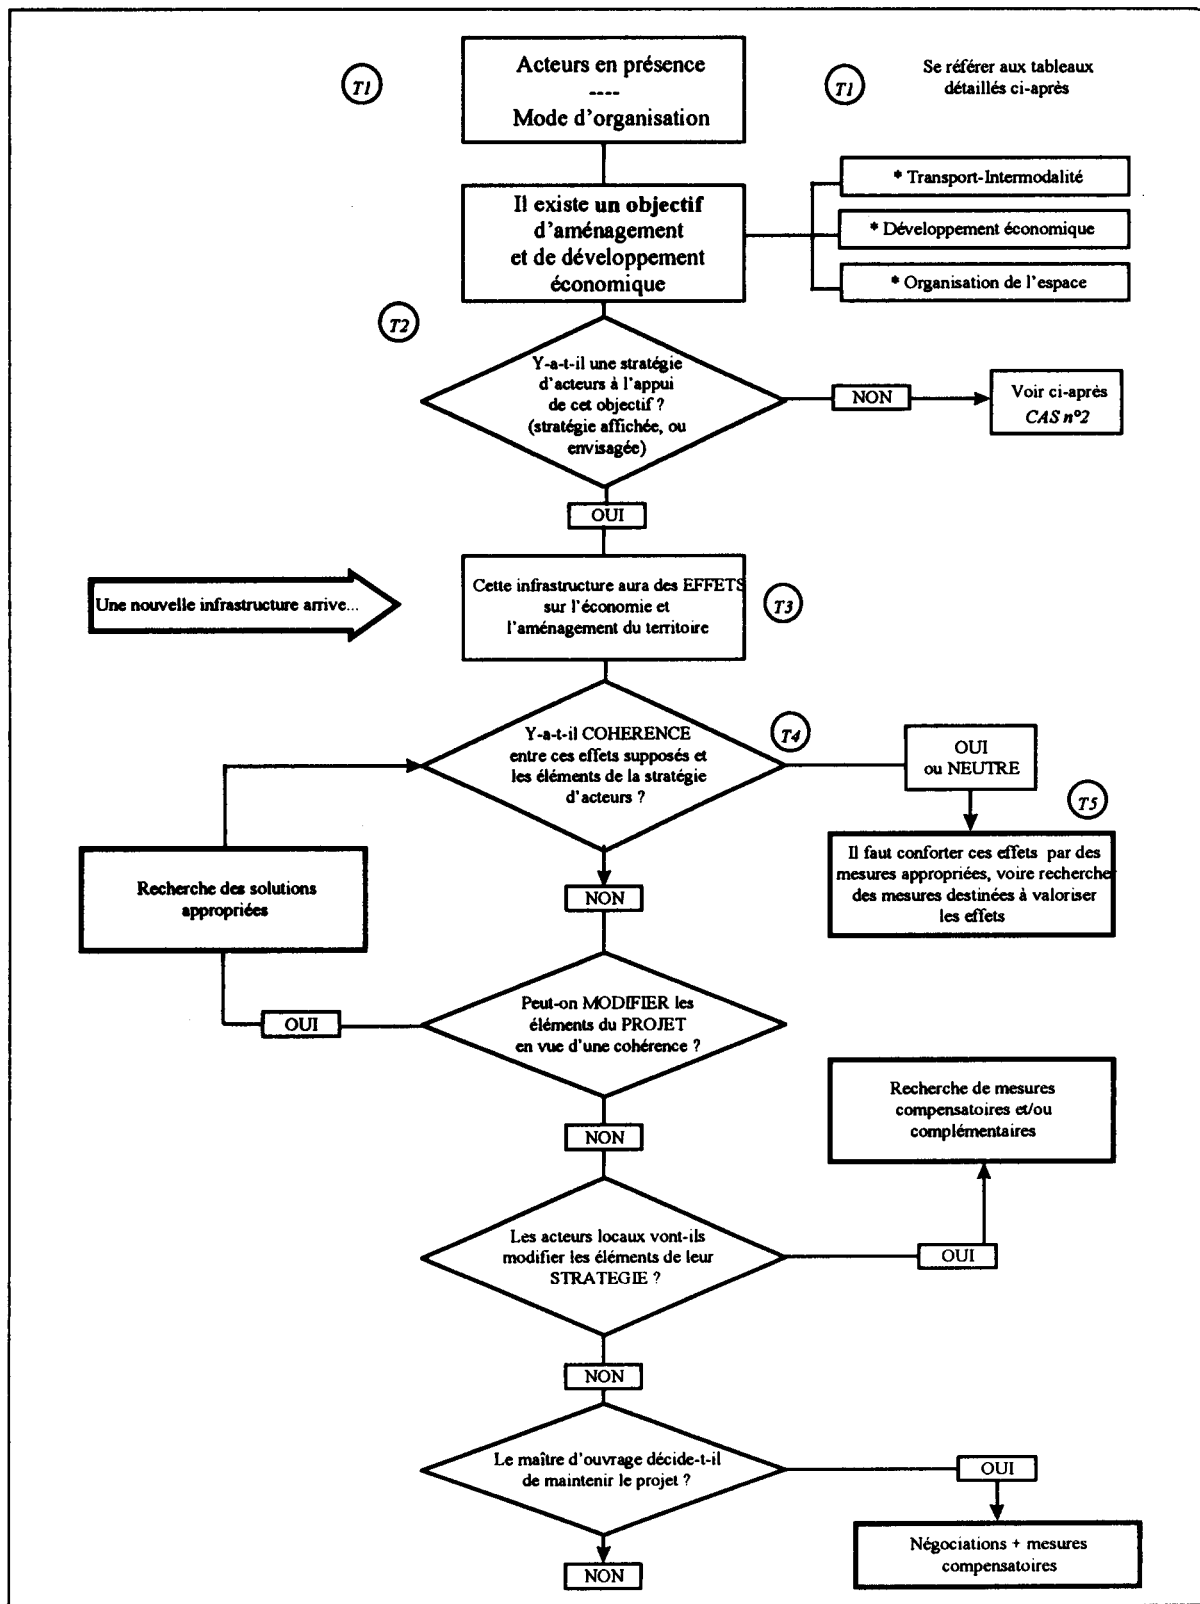 T1
Acteurs en présence
----
Mode d'organisation
T1
Se référer aux tableaux
détaillés ci-après
Il existe un objectif
d'aménagement
et de développement
économique
* Transport-Intermodalité
* Développement économique
* Organisation de l'espace
T2
Y-a-t-il une stratégie
d'acteurs à l'appui
de cet objectif ?
(stratégie affichée, ou
envisagée)
NON
Voir ci-après
CAS n°2
OUI
Une nouvelle infrastructure arrive...
Cette infrastructure aura des EFFETS
sur l'économie et
l'aménagement du territoire
T3
Y-a-t-il COHERENCE
entre ces effets supposés et
les éléments de la stratégie
d'acteurs ?
T4
OUI
ou NEUTRE
T5
Il faut conforter ces effets par des
mesures appropriées, voire rechercher
des mesures destinées à valoriser
les effets
Recherche des solutions
appropriées
NON
Peut-on MODIFIER les
éléments du PROJET
en vue d'une cohérence ?
OUI
NON
Recherche de mesures
compensatoires et/ou
complémentaires
Les acteurs locaux vont-ils
modifier les éléments de leur
STRATEGIE ?
OUI
NON
Le maître d'ouvrage décide-t-il
de maintenir le projet ?
OUI
Négociations + mesures
compensatoires
NON